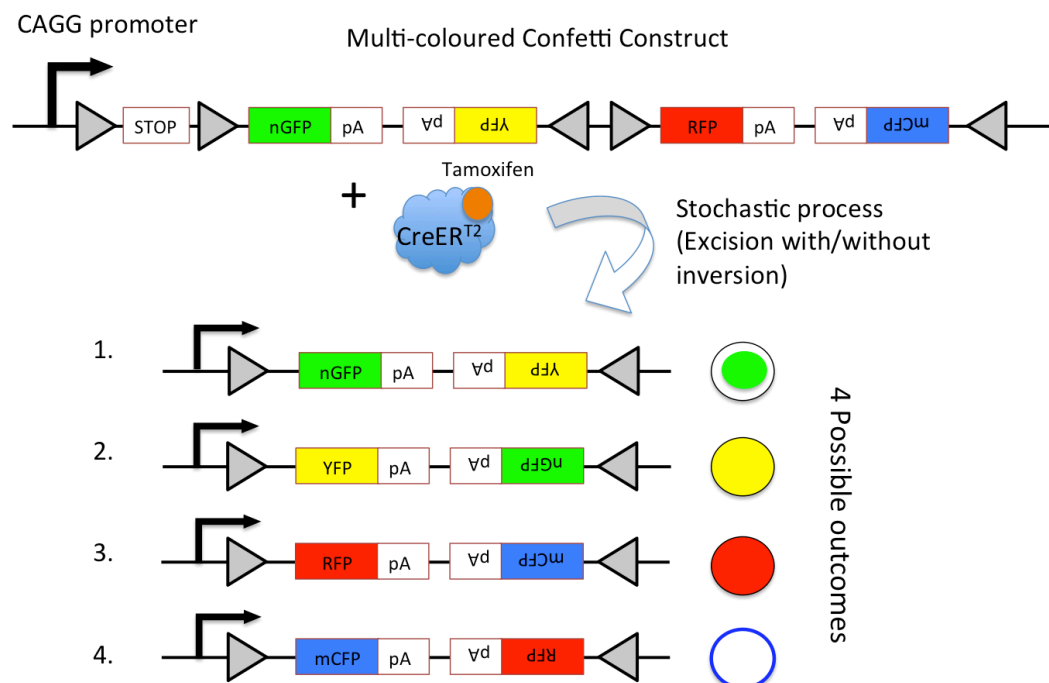 CAGG promoter
Multi-coloured Confetti Construct
STOP nGFP pA pA YFP RFP pA pA mCFP
Tamoxifen
+
CreER^T2
Stochastic process
(Excision with/without
inversion)
1. nGFP pA pA YFP
2. YFP pA pA nGFP
3. RFP pA pA mCFP
4. mCFP pA pA RFP
4 Possible outcomes